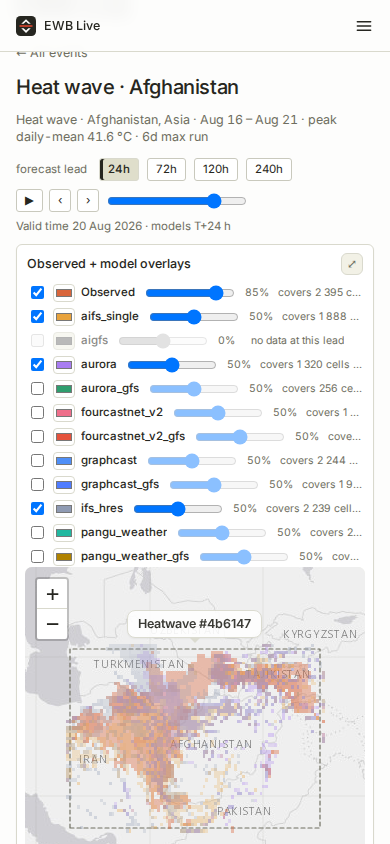 EWB Live
← All events
Heat wave · Afghanistan
Heat wave · Afghanistan, Asia · Aug 16 – Aug 21 · peak
daily-mean 41.6 °C · 6d max run
forecast lead 24h 72h 120h 240h
▶ ‹ ›
Valid time 20 Aug 2026 · models T+24 h
Observed + model overlays
Observed 85% covers 2 395 c...
aifs_single 50% covers 1 888 ...
aigfs 0% no data at this lead
aurora 50% covers 1 320 cells ...
aurora_gfs 50% covers 256 ce...
fourcastnet_v2 50% covers 1 ...
fourcastnet_v2_gfs 50% cove...
graphcast 50% covers 2 244 ...
graphcast_gfs 50% covers 1 9...
ifs_hres 50% covers 2 239 cell...
pangu_weather 50% covers 2...
pangu_weather_gfs 50% cov...
+
−
Heatwave #4b6147
KYRGYZSTAN
TURKMENISTAN
AFGHANISTAN
IRAN
PAKISTAN